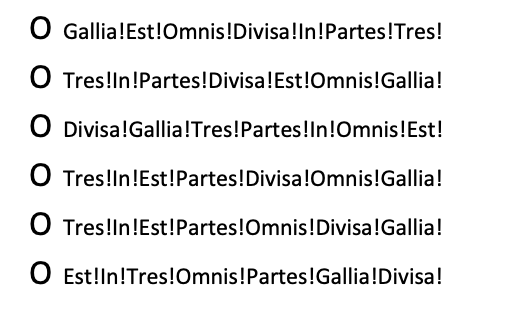 O Gallia!Est!Omnis!Divisa!In!Partes!Tres!
O Tres!In!Partes!Divisa!Est!Omnis!Gallia!
O Divisa!Gallia!Tres!Partes!In!Omnis!Est!
O Tres!In!Est!Partes!Divisa!Omnis!Gallia!
O Tres!In!Est!Partes!Omnis!Divisa!Gallia!
O Est!In!Tres!Omnis!Partes!Gallia!Divisa!